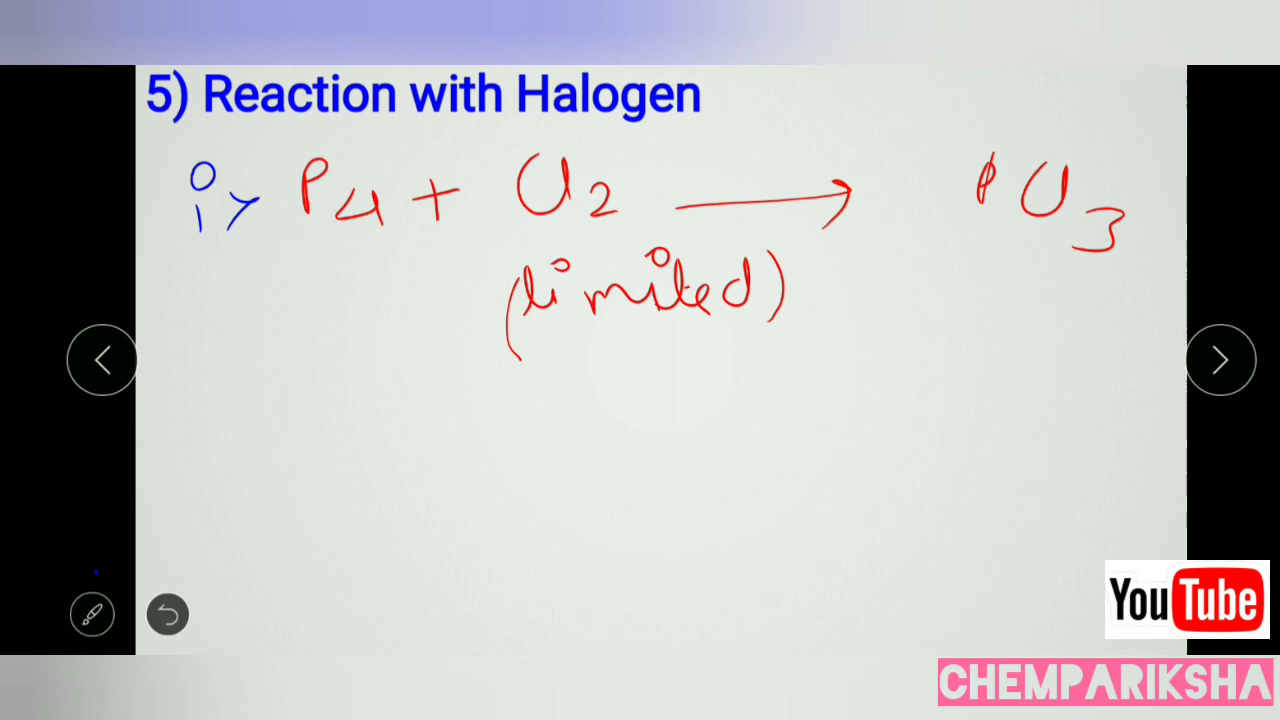 5) Reaction with Halogen
i> P4 + Cl2 ⟶ PCl3
(limited)
YouTube
CHEMPARIKSHA